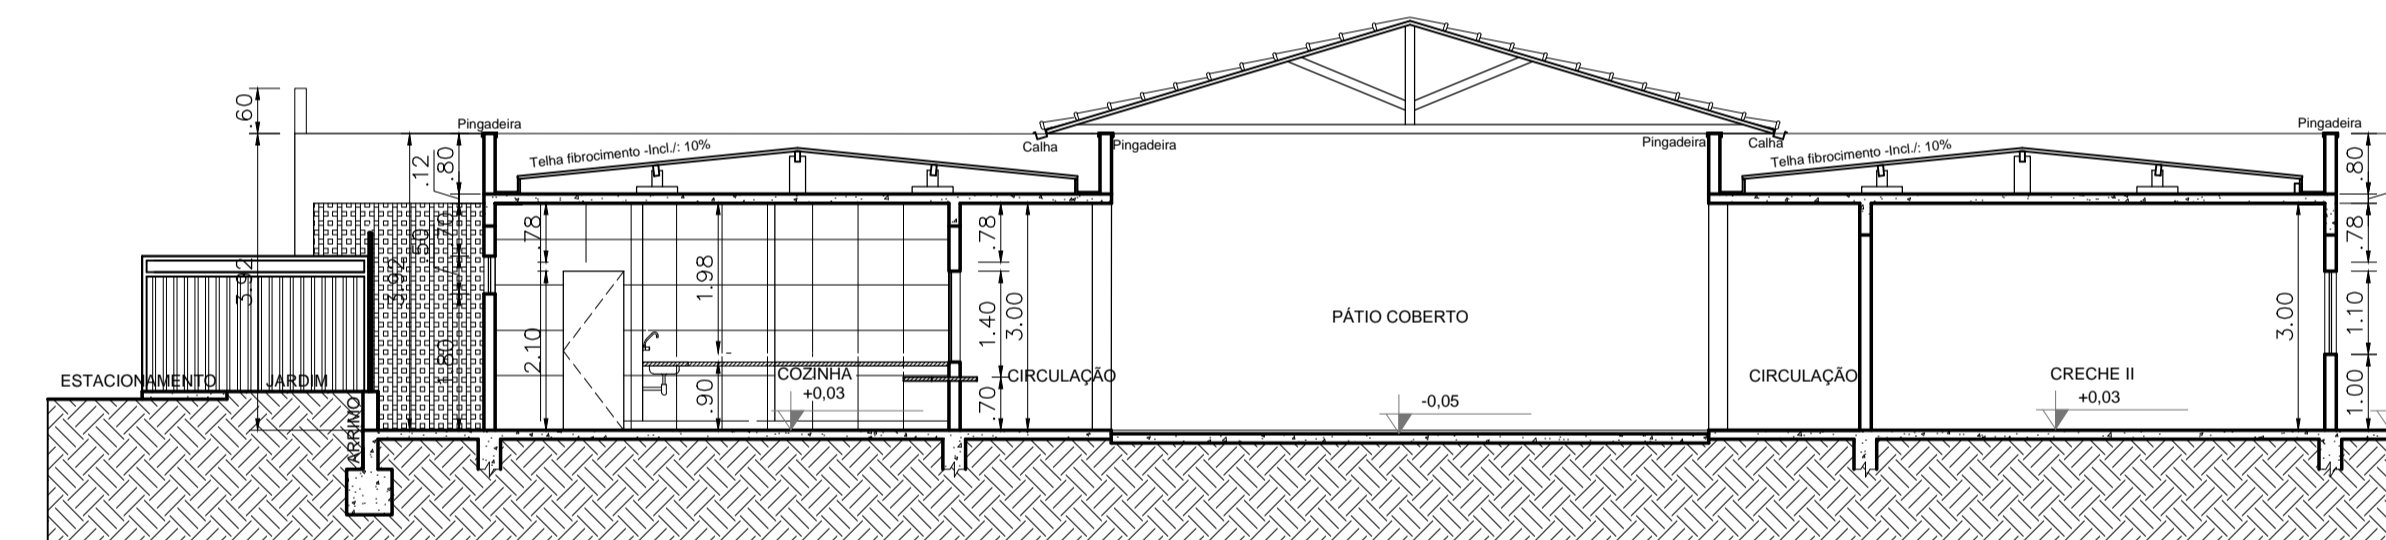 .60
Pingadeira
Telha fibrocimento -Incl./: 10%
Calha
Pingadeira
Pingadeira
Calha
Telha fibrocimento -Incl./: 10%
Pingadeira
.12
.80
.80
3.92
3.92
.50
.70
1.80
.78
2.10
1.98
.90
.78
1.40
.70
3.00
3.00
.78
1.10
1.00
PÁTIO COBERTO
ESTACIONAMENTO
JARDIM
ARRIMO
COZINHA
+0,03
CIRCULAÇÃO
-0,05
CIRCULAÇÃO
CRECHE II
+0,03